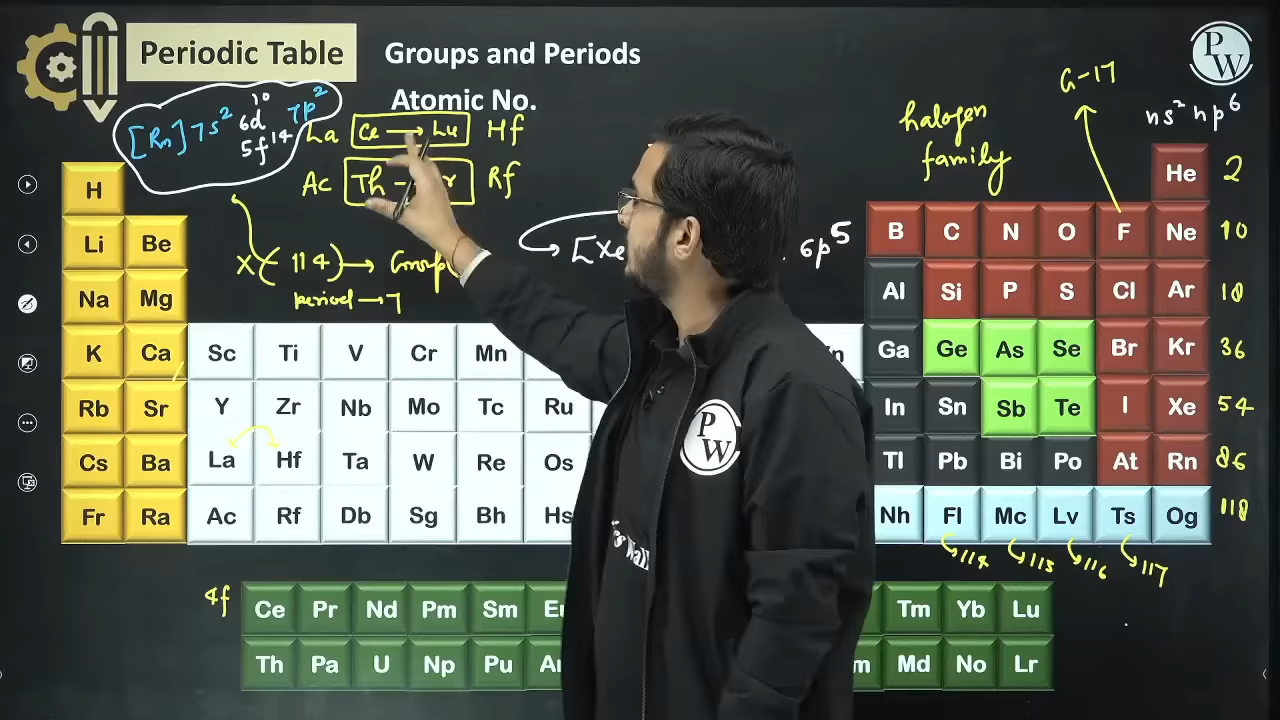 Periodic Table
Groups and Periods
Atomic No.
[Rn] 7s² 6d¹⁰ 5f¹⁴ 7p²
La Ce → Lu Hf
Ac Th Rf
X (114) → Group
period → 7
[Xe 6p⁵
halogen
family
G-17
ns² np⁶
P
W
H He 2
Li Be B C N O F Ne 10
Na Mg Al Si P S Cl Ar 18
K Ca Sc Ti V Cr Mn Ga Ge As Se Br Kr 36
Rb Sr Y Zr Nb Mo Tc Ru In Sn Sb Te I Xe 54
Cs Ba La Hf Ta W Re Os Tl Pb Bi Po At Rn 86
Fr Ra Ac Rf Db Sg Bh Hs Nh Fl Mc Lv Ts Og 118
114 115 116 117
4f Ce Pr Nd Pm Sm Eu Tm Yb Lu
Th Pa U Np Pu Md No Lr
P
W